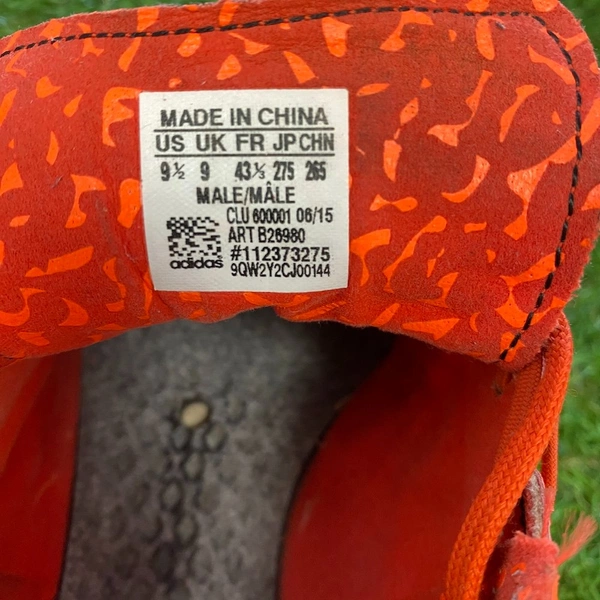 MADE IN CHINA
US UK FR JP CHN
9½ 9 43⅓ 275 265
MALE/MÂLE
CLU 600001 06/15
ART B26980
#112373275
adidas 9QW2Y2CJ00144